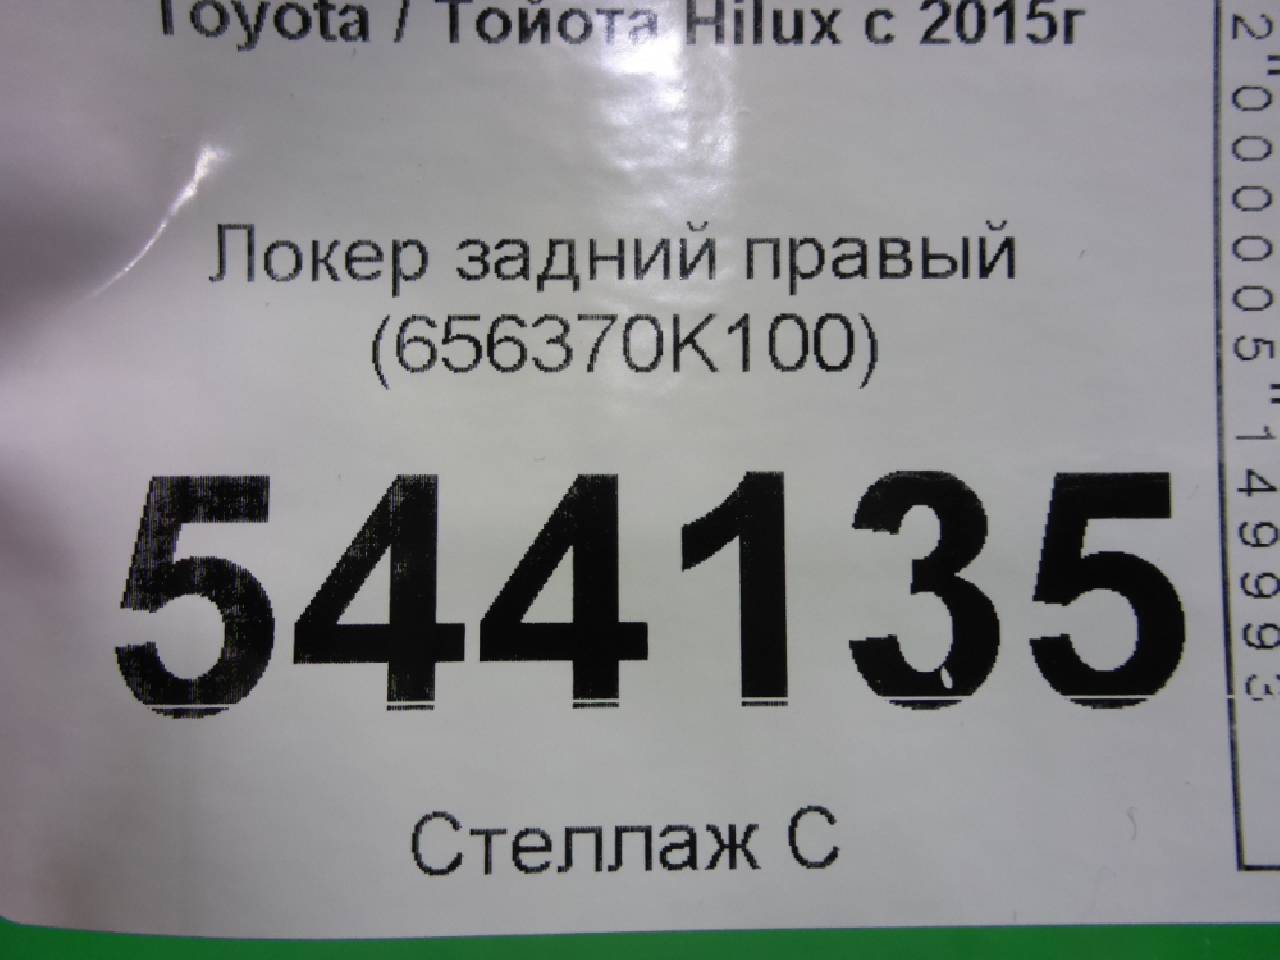 Toyota / Тойота Hilux с 2015г
Локер задний правый
(656370K100)
544135
Стеллаж С
2"000005"149993